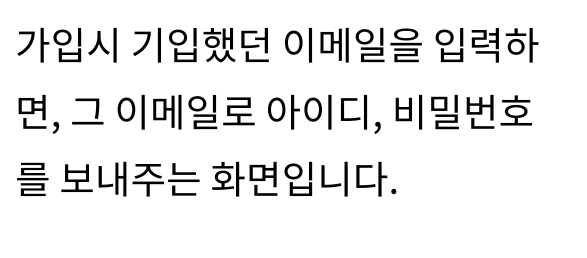 가입시 기입했던 이메일을 입력하
면, 그 이메일로 아이디, 비밀번호
를 보내주는 화면입니다.